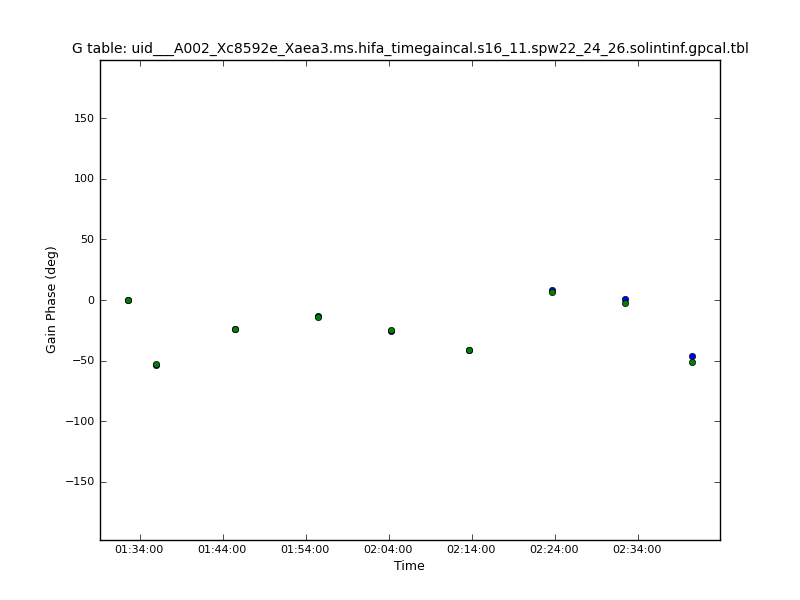 G table: uid___A002_Xc8592e_Xaea3.ms.hifa_timegaincal.s16_11.spw22_24_26.solintinf.gpcal.tbl
Gain Phase (deg)
150
100
50
0
−50
−100
−150
01:34:00 01:44:00 01:54:00 02:04:00 02:14:00 02:24:00 02:34:00
Time